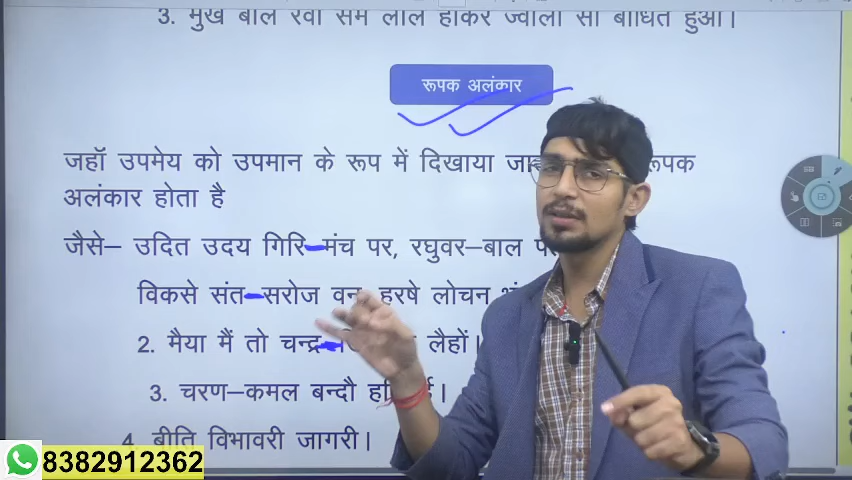 3. मुख बाल रवी सम लाल होकर ज्वाला सा बोधित हुआ।
रूपक अलंकार
जहॉ उपमेय को उपमान के रूप में दिखाया रूपक
अलंकार होता है
जैसे– उदित उदय गिरि–मंच पर, रघुवर–बाल
विकसे संत–सरोज वन हरषे लोचन
2. मैया मैं तो चन्द्र लैहों।
3. चरण–कमल बन्दौ
4. बीति विभावरी जागरी।
8382912362